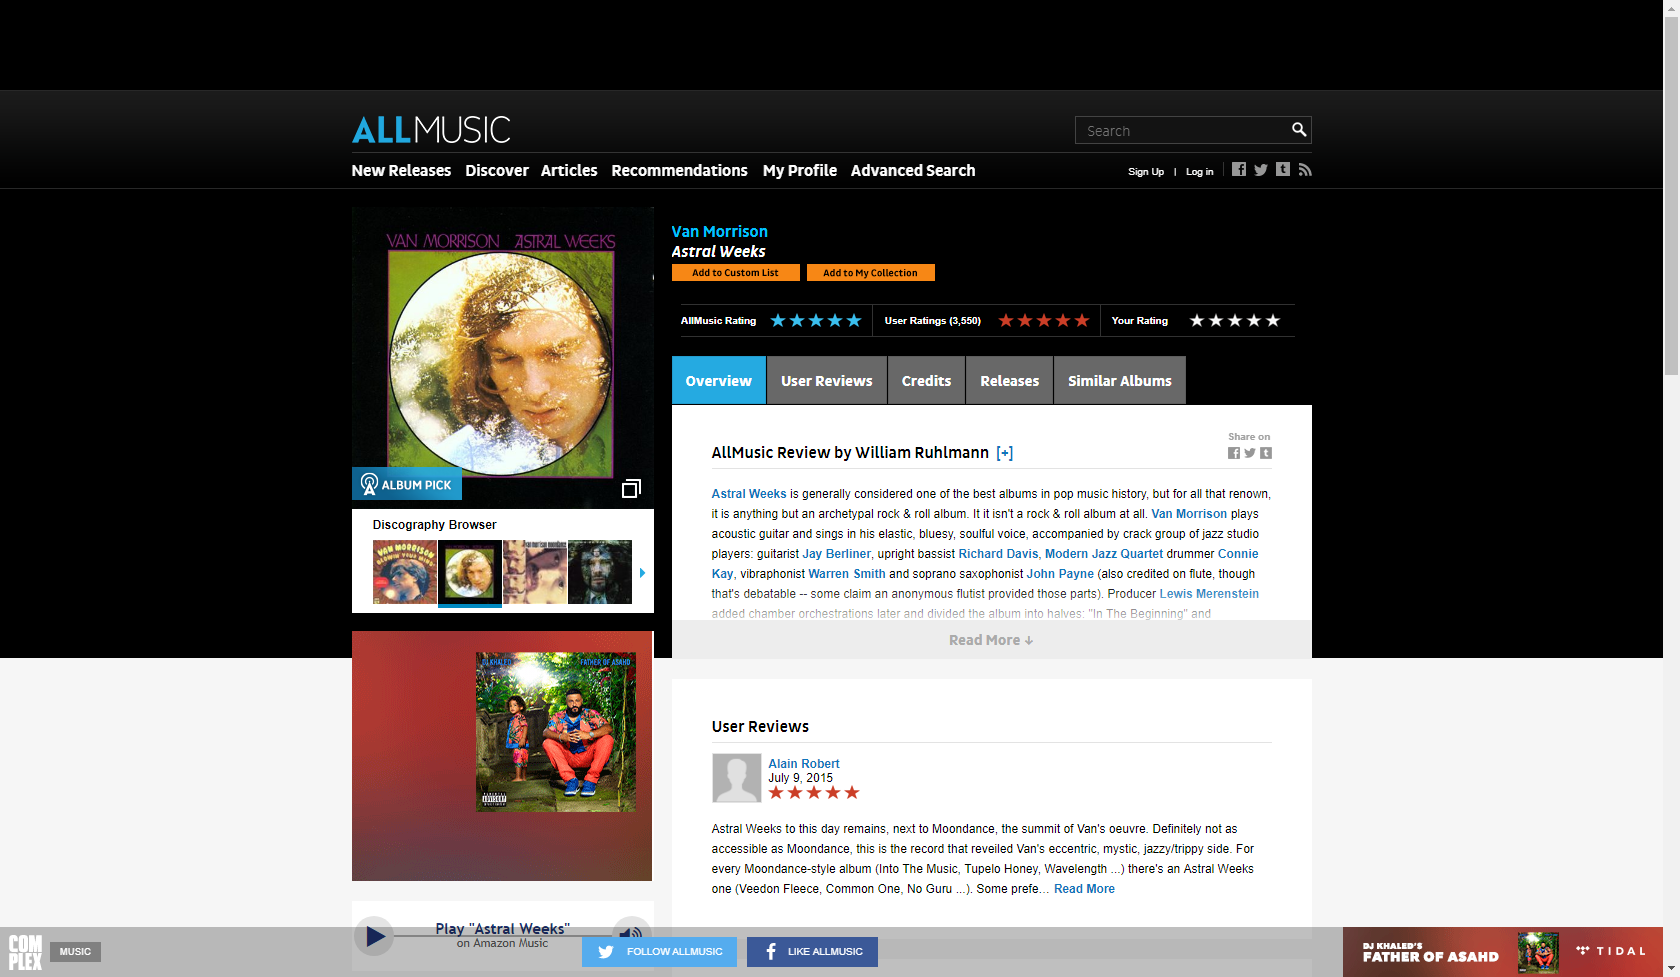 ALLMUSIC
Search
New Releases Discover Articles Recommendations My Profile Advanced Search
Sign Up | Log in
VAN MORRISON ASTRAL WEEKS
ALBUM PICK
Discography Browser
VAN MORRISON
Van Morrison
Astral Weeks
Add to Custom List Add to My Collection
AllMusic Rating User Ratings (3,550) Your Rating
Overview User Reviews Credits Releases Similar Albums
Share on
AllMusic Review by William Ruhlmann [+]
Astral Weeks is generally considered one of the best albums in pop music history, but for all that renown,
it is anything but an archetypal rock & roll album. It it isn't a rock & roll album at all. Van Morrison plays
acoustic guitar and sings in his elastic, bluesy, soulful voice, accompanied by crack group of jazz studio
players: guitarist Jay Berliner, upright bassist Richard Davis, Modern Jazz Quartet drummer Connie
Kay, vibraphonist Warren Smith and soprano saxophonist John Payne (also credited on flute, though
that's debatable -- some claim an anonymous flutist provided those parts). Producer Lewis Merenstein
added chamber orchestrations later and divided the album into halves: "In The Beginning" and
Read More ↓
DJ KHALED FATHER OF ASAHD
User Reviews
Alain Robert
July 9, 2015
Astral Weeks to this day remains, next to Moondance, the summit of Van's oeuvre. Definitely not as
accessible as Moondance, this is the record that reveiled Van's eccentric, mystic, jazzy/trippy side. For
every Moondance-style album (Into The Music, Tupelo Honey, Wavelength ...) there's an Astral Weeks
one (Veedon Fleece, Common One, No Guru ...). Some prefe... Read More
Play "Astral Weeks"
on Amazon Music
COMPLEX
MUSIC
FOLLOW ALLMUSIC
LIKE ALLMUSIC
DJ KHALED'S
FATHER OF ASAHD
TIDAL